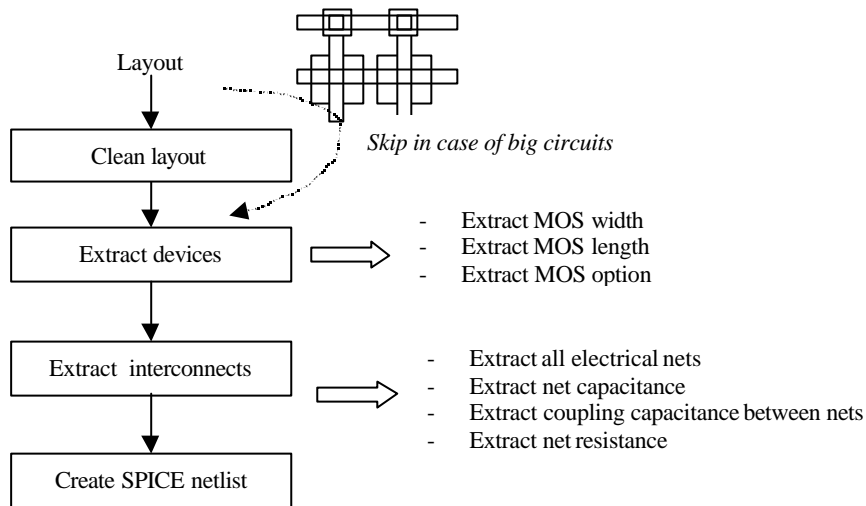 Layout
Skip in case of big circuits
Clean layout
Extract devices
- Extract MOS width
- Extract MOS length
- Extract MOS option
Extract interconnects
- Extract all electrical nets
- Extract net capacitance
- Extract coupling capacitance between nets
- Extract net resistance
Create SPICE netlist